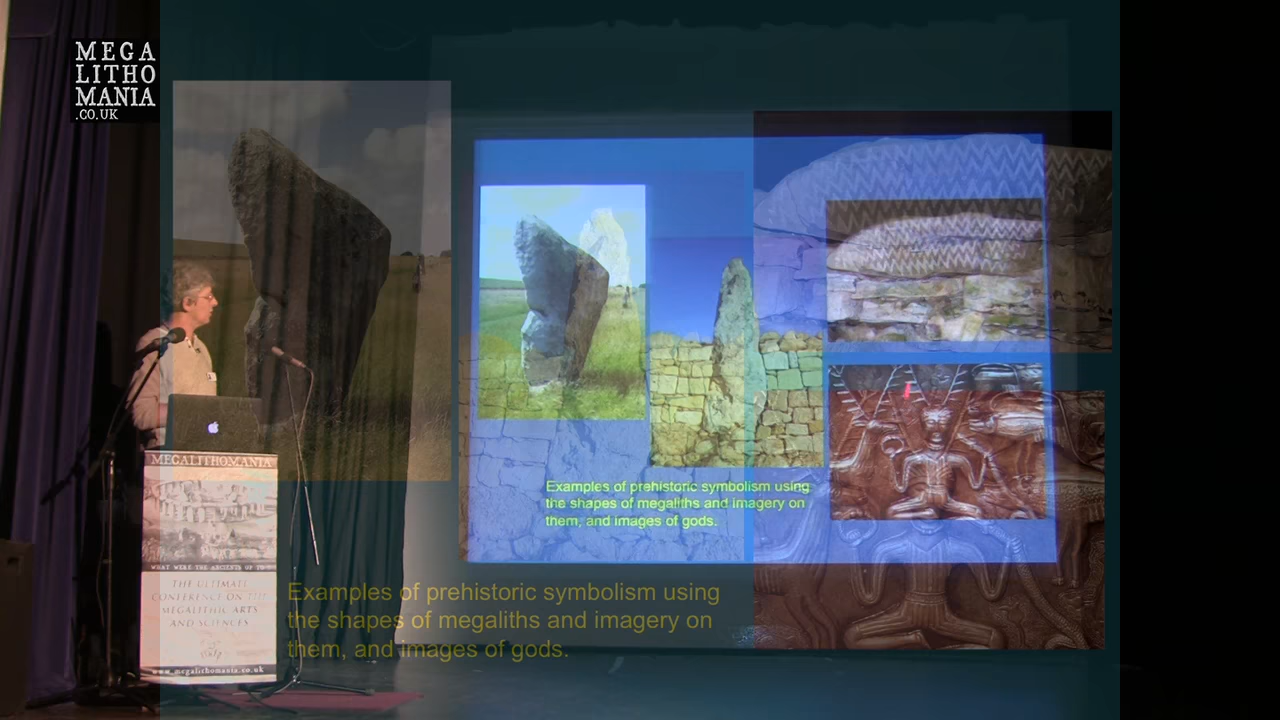 MEGA
LITHO
MANIA
.CO.UK
Examples of prehistoric symbolism using
the shapes of megaliths and imagery on
them, and images of gods.
MEGALITHOMANIA
WHAT WERE THE ANCIENTS UP TO?
THE ULTIMATE
CONFERENCE ON THE
MEGALITHIC ARTS
AND SCIENCES
www.megalithomania.co.uk
Examples of prehistoric symbolism using
the shapes of megaliths and imagery on
them, and images of gods.